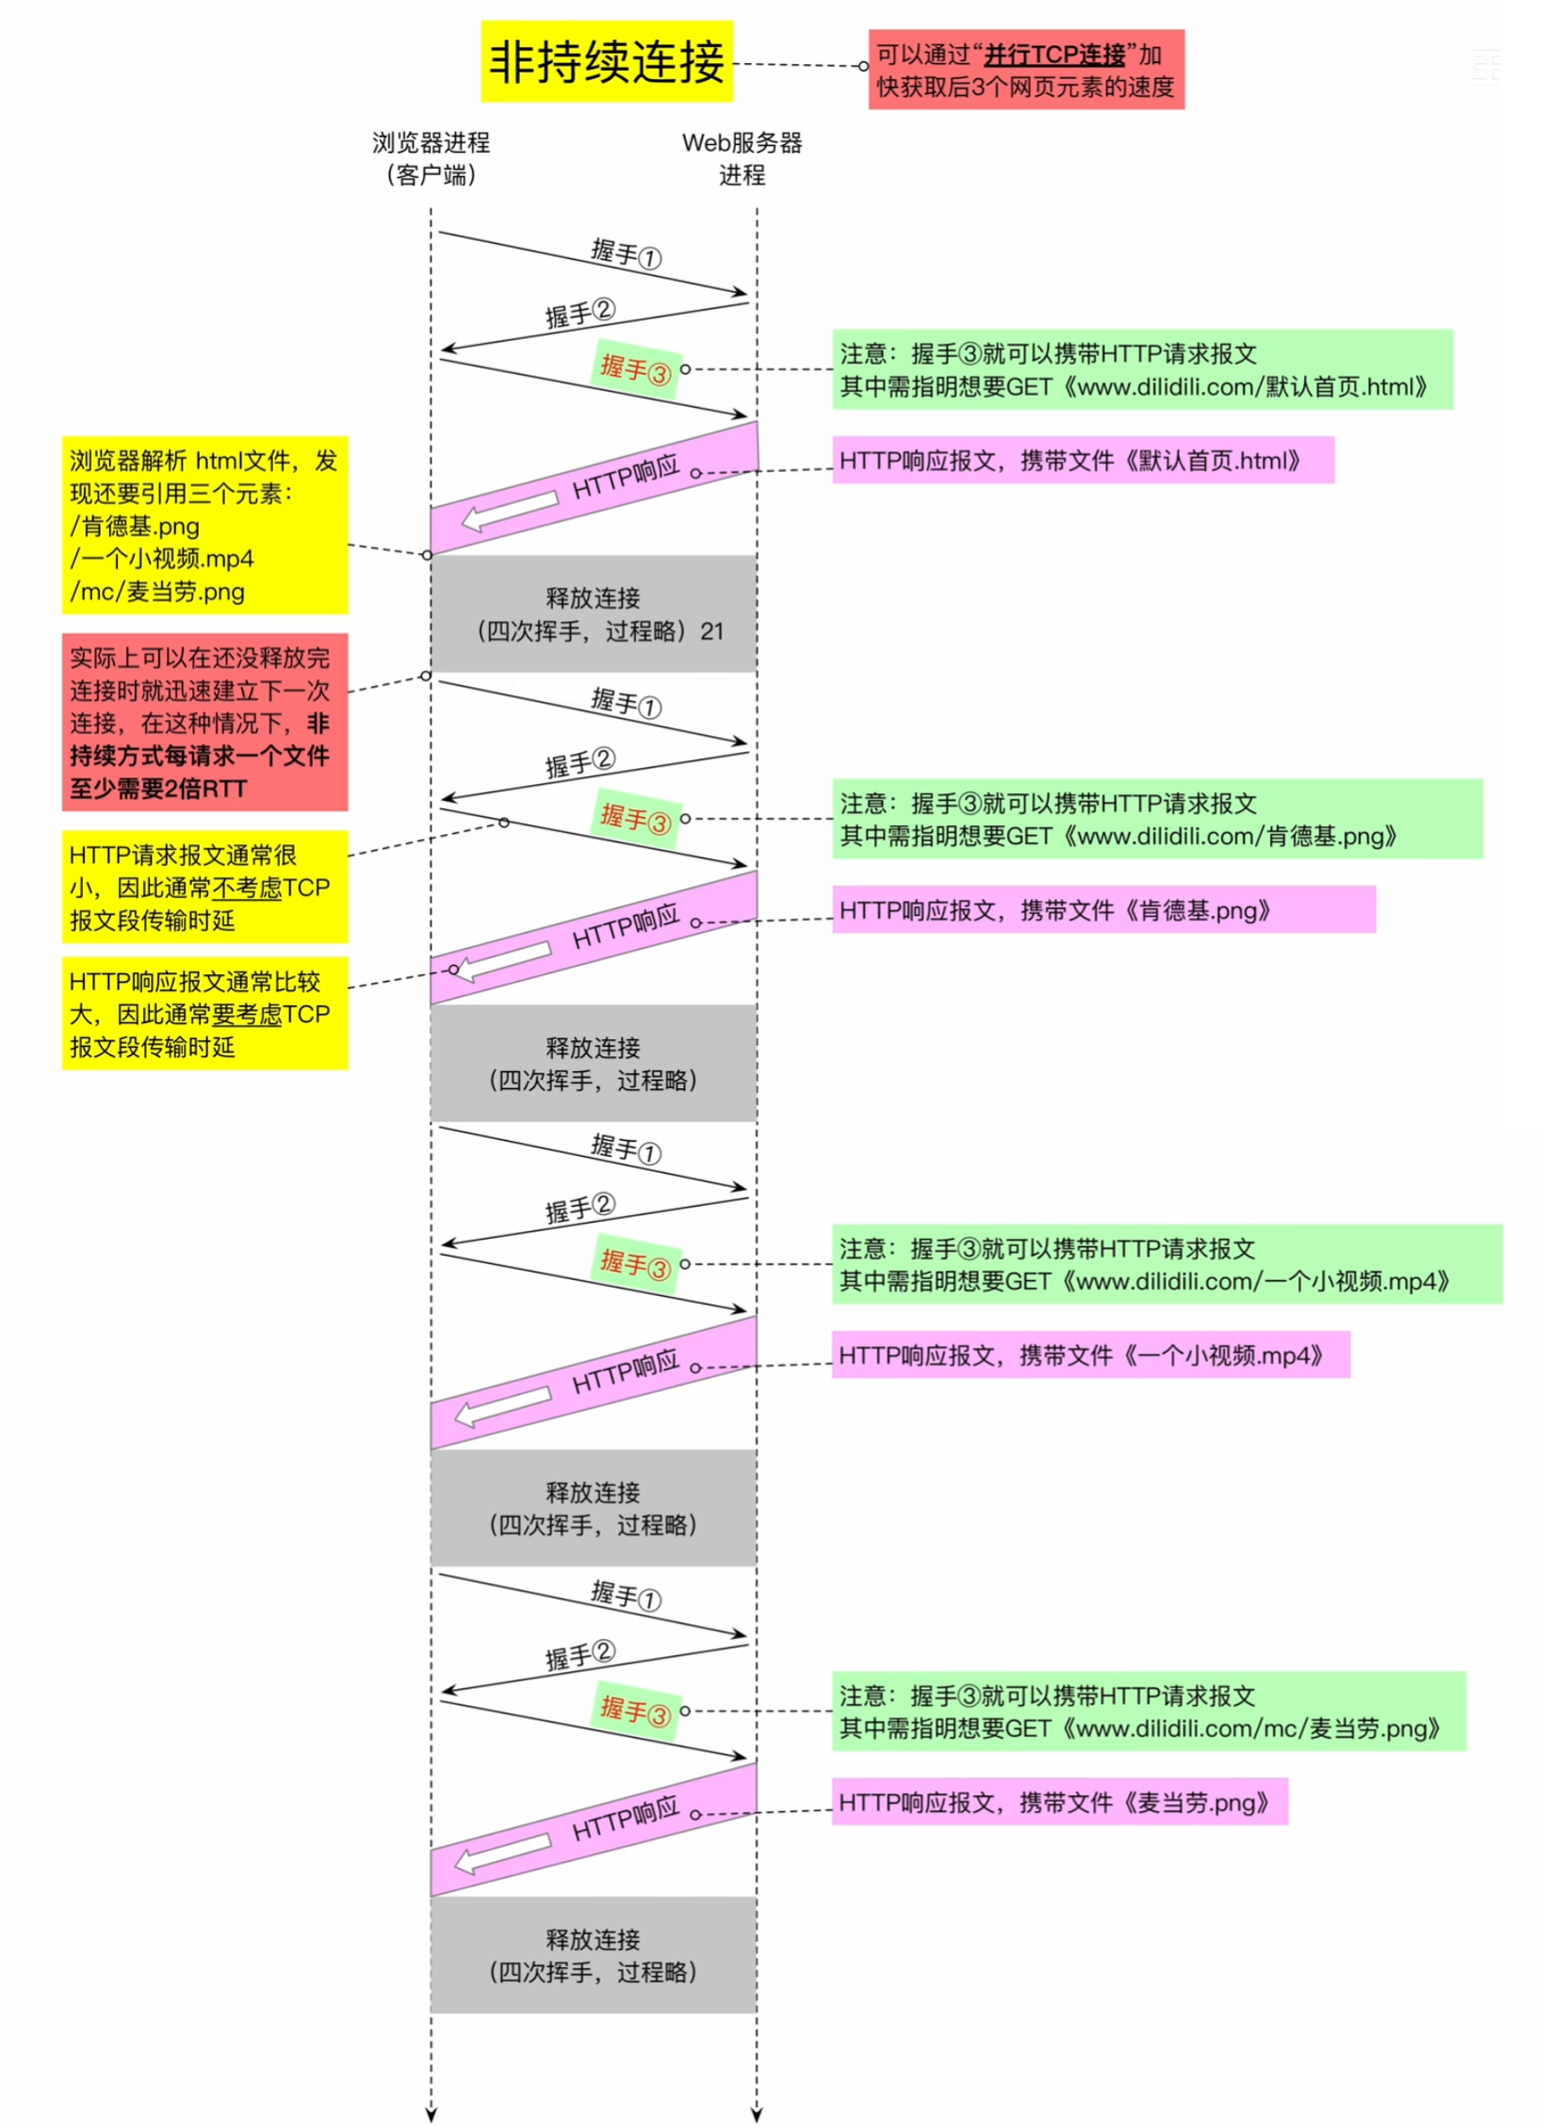 非持续连接
可以通过“并行TCP连接”加
快获取后3个网页元素的速度
浏览器进程
（客户端）
Web服务器
进程
握手①
握手②
握手③
注意：握手③就可以携带HTTP请求报文
其中需指明想要GET《www.dilidili.com/默认首页.html》
HTTP响应
HTTP响应报文，携带文件《默认首页.html》
浏览器解析 html文件，发
现还要引用三个元素：
/肯德基.png
/一个小视频.mp4
/mc/麦当劳.png
释放连接
（四次挥手，过程略）21
实际上可以在还没释放完
连接时就迅速建立下一次
连接，在这种情况下，非
持续方式每请求一个文件
至少需要2倍RTT
握手①
握手②
握手③
注意：握手③就可以携带HTTP请求报文
其中需指明想要GET《www.dilidili.com/肯德基.png》
HTTP请求报文通常很
小，因此通常不考虑TCP
报文段传输时延
HTTP响应
HTTP响应报文，携带文件《肯德基.png》
HTTP响应报文通常比较
大，因此通常要考虑TCP
报文段传输时延
释放连接
（四次挥手，过程略）
握手①
握手②
握手③
注意：握手③就可以携带HTTP请求报文
其中需指明想要GET《www.dilidili.com/一个小视频.mp4》
HTTP响应
HTTP响应报文，携带文件《一个小视频.mp4》
释放连接
（四次挥手，过程略）
握手①
握手②
握手③
注意：握手③就可以携带HTTP请求报文
其中需指明想要GET《www.dilidili.com/mc/麦当劳.png》
HTTP响应
HTTP响应报文，携带文件《麦当劳.png》
释放连接
（四次挥手，过程略）